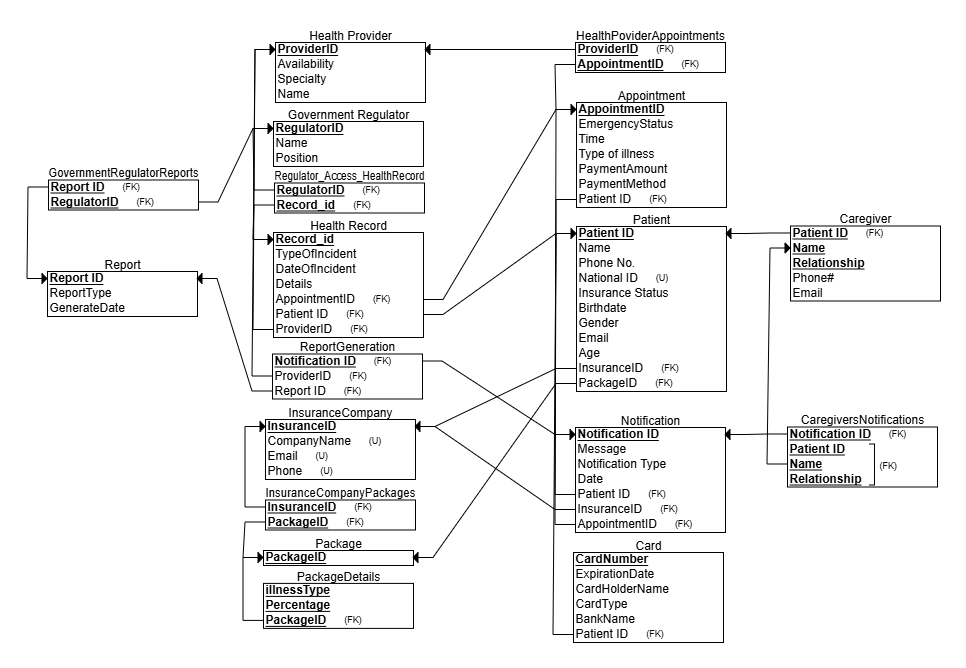 Health Provider
ProviderID
Availability
Specialty
Name
Government Regulator
RegulatorID
Name
Position
Regulator_Access_HealthRecord
RegulatorID (FK)
Record_id (FK)
GovernmentRegulatorReports
Report ID (FK)
RegulatorID (FK)
Health Record
Record_id
TypeOfIncident
DateOfIncident
Details
AppointmentID (FK)
Patient ID (FK)
ProviderID (FK)
Report
Report ID
ReportType
GenerateDate
ReportGeneration
Notification ID (FK)
ProviderID (FK)
Report ID (FK)
InsuranceCompany
InsuranceID
CompanyName (U)
Email (U)
Phone (U)
InsuranceCompanyPackages
InsuranceID (FK)
PackageID (FK)
Package
PackageID
PackageDetails
illnessType
Percentage
PackageID (FK)
HealthPoviderAppointments
ProviderID (FK)
AppointmentID (FK)
Appointment
AppointmentID
EmergencyStatus
Time
Type of illness
PaymentAmount
PaymentMethod
Patient ID (FK)
Patient
Patient ID
Name
Phone No.
National ID (U)
Insurance Status
Birthdate
Gender
Email
Age
InsuranceID (FK)
PackageID (FK)
Notification
Notification ID
Message
Notification Type
Date
Patient ID (FK)
InsuranceID (FK)
AppointmentID (FK)
Card
CardNumber
ExpirationDate
CardHolderName
CardType
BankName
Patient ID (FK)
Caregiver
Patient ID (FK)
Name
Relationship
Phone#
Email
CaregiversNotifications
Notification ID (FK)
Patient ID
Name (FK)
Relationship